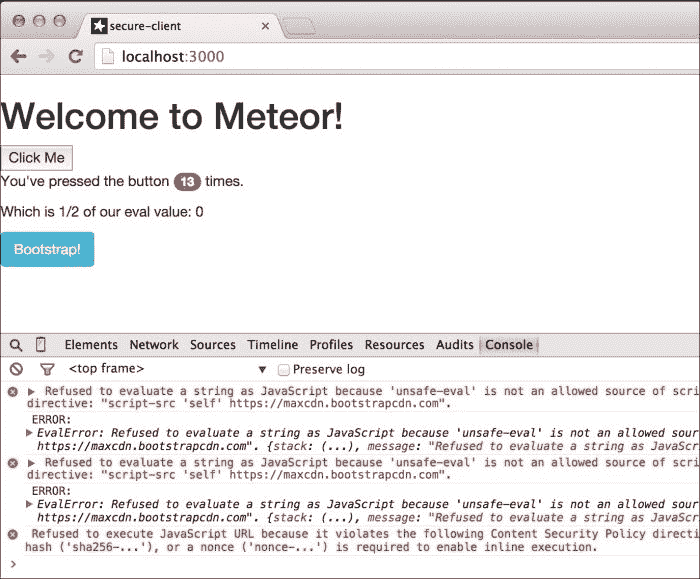 secure-client
localhost:3000
Welcome to Meteor!
Click Me
You've pressed the button 13 times.
Which is 1/2 of our eval value: 0
Bootstrap!
Elements Network Sources Timeline Profiles Resources Audits Console
<top frame> Preserve log
Refused to evaluate a string as JavaScript because 'unsafe-eval' is not an allowed source of scri
directive: "script-src 'self' https://maxcdn.bootstrapcdn.com".
ERROR:
EvalError: Refused to evaluate a string as JavaScript because 'unsafe-eval' is not an allowed sour
https://maxcdn.bootstrapcdn.com". {stack: (...), message: "Refused to evaluate a string as JavaScr
Refused to evaluate a string as JavaScript because 'unsafe-eval' is not an allowed source of scri
directive: "script-src 'self' https://maxcdn.bootstrapcdn.com".
ERROR:
EvalError: Refused to evaluate a string as JavaScript because 'unsafe-eval' is not an allowed sour
https://maxcdn.bootstrapcdn.com". {stack: (...), message: "Refused to evaluate a string as JavaScr
Refused to execute JavaScript URL because it violates the following Content Security Policy directi
hash ('sha256-...'), or a nonce ('nonce-...') is required to enable inline execution.